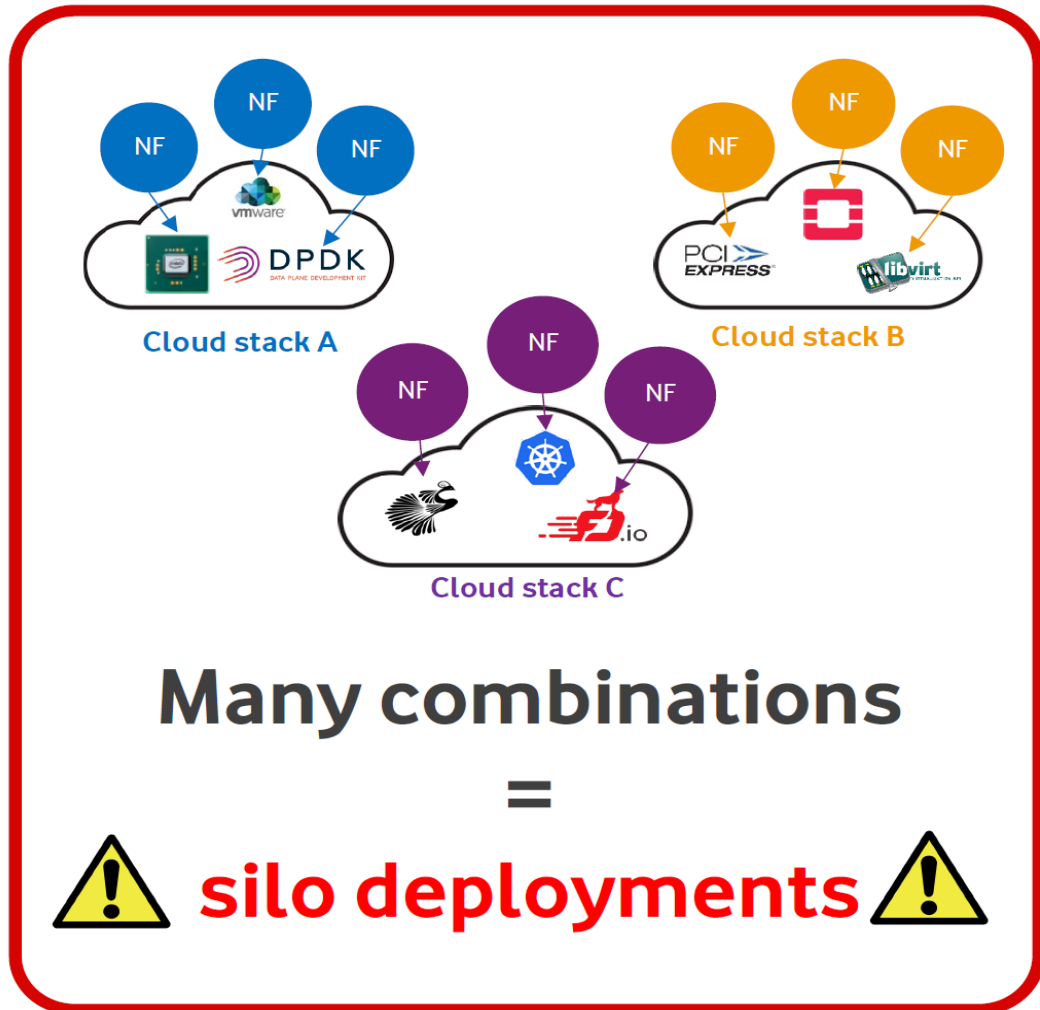 NF
NF
NF
vmware
DPDK
DATA PLANE DEVELOPMENT KIT
Cloud stack A
NF
NF
NF
PCI
EXPRESS
libvirt
Cloud stack B
NF
NF
NF
FD.io
Cloud stack C
Many combinations
=
silo deployments